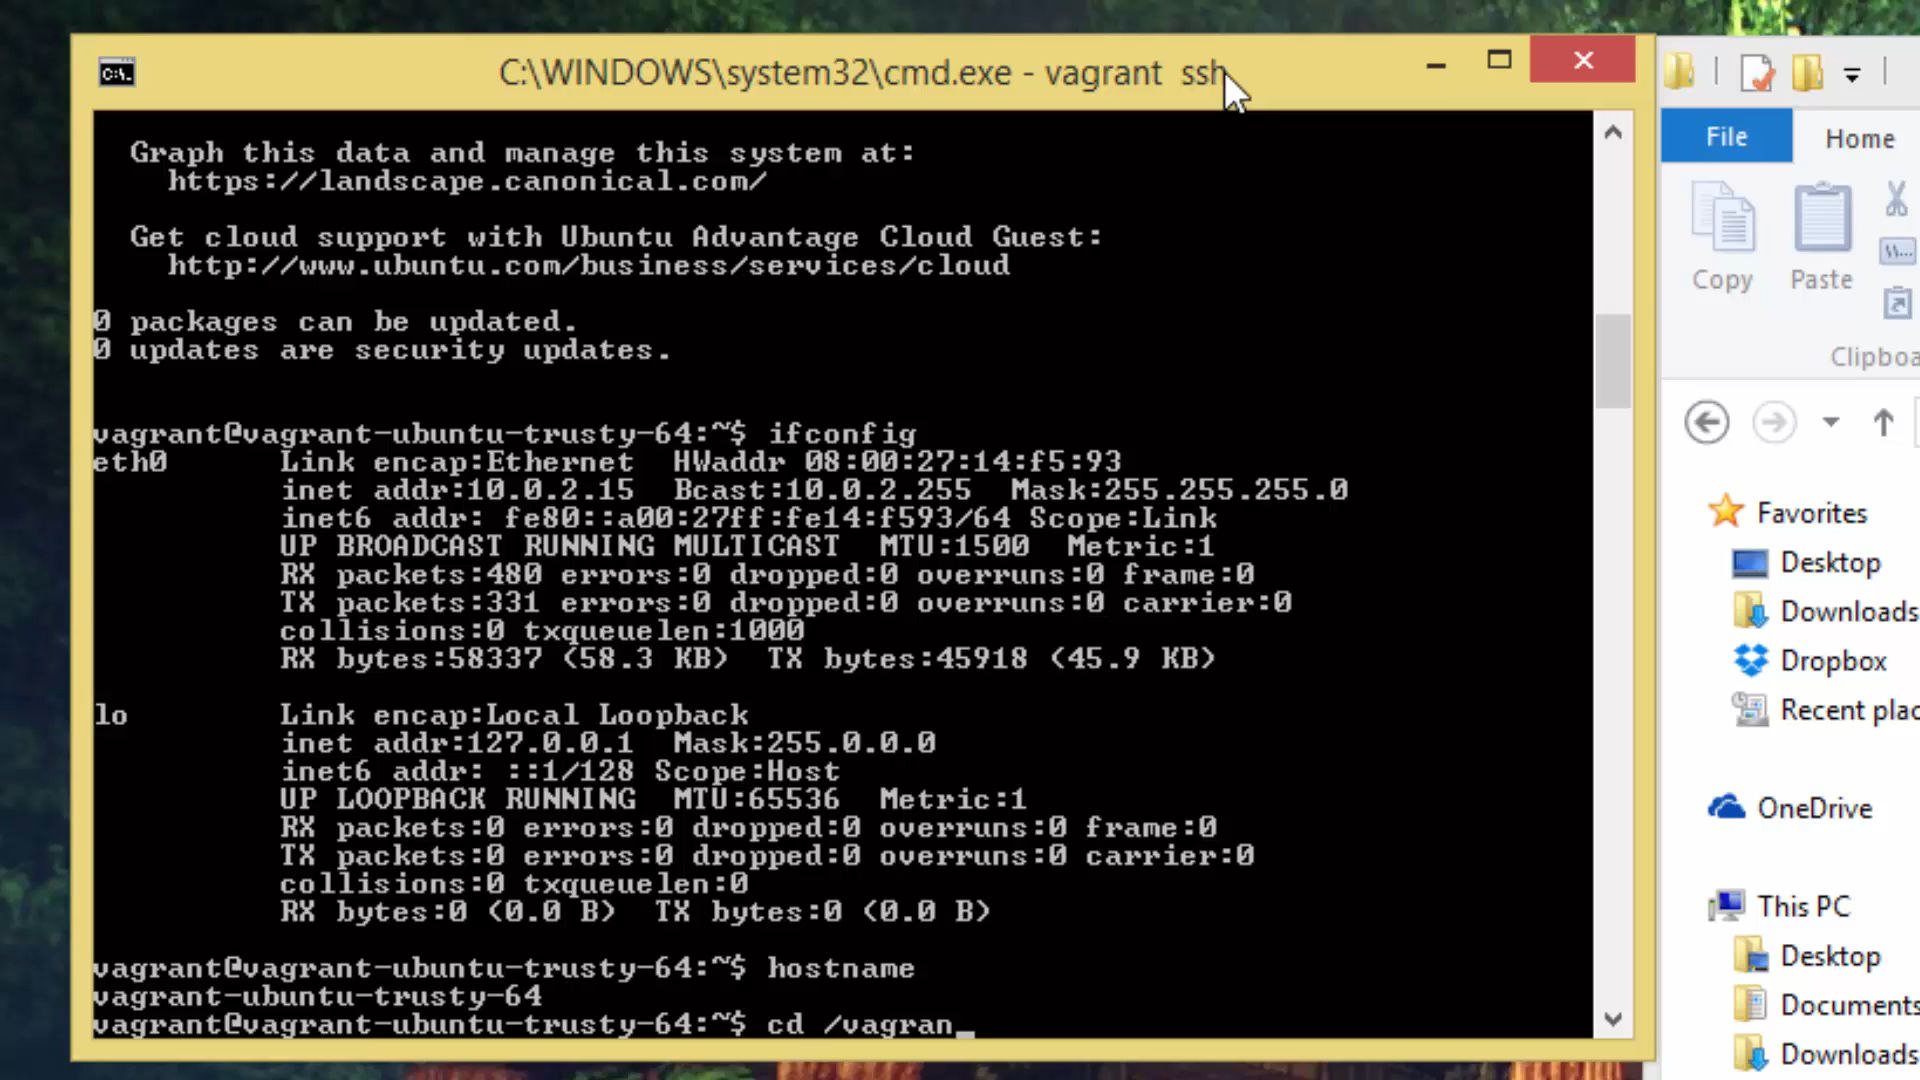 C:\WINDOWS\system32\cmd.exe - vagrant  ssh
Graph this data and manage this system at:
https://landscape.canonical.com/
Get cloud support with Ubuntu Advantage Cloud Guest:
http://www.ubuntu.com/business/services/cloud
0 packages can be updated.
0 updates are security updates.
vagrant@vagrant-ubuntu-trusty-64:~$ ifconfig
eth0      Link encap:Ethernet  HWaddr 08:00:27:14:f5:93
inet addr:10.0.2.15  Bcast:10.0.2.255  Mask:255.255.255.0
inet6 addr: fe80::a00:27ff:fe14:f593/64 Scope:Link
UP BROADCAST RUNNING MULTICAST  MTU:1500  Metric:1
RX packets:480 errors:0 dropped:0 overruns:0 frame:0
TX packets:331 errors:0 dropped:0 overruns:0 carrier:0
collisions:0 txqueuelen:1000
RX bytes:58337 (58.3 KB)  TX bytes:45918 (45.9 KB)
lo        Link encap:Local Loopback
inet addr:127.0.0.1  Mask:255.0.0.0
inet6 addr: ::1/128 Scope:Host
UP LOOPBACK RUNNING  MTU:65536  Metric:1
RX packets:0 errors:0 dropped:0 overruns:0 frame:0
TX packets:0 errors:0 dropped:0 overruns:0 carrier:0
collisions:0 txqueuelen:0
RX bytes:0 (0.0 B)  TX bytes:0 (0.0 B)
vagrant@vagrant-ubuntu-trusty-64:~$ hostname
vagrant-ubuntu-trusty-64
vagrant@vagrant-ubuntu-trusty-64:~$ cd /vagran_
File
Home
Copy
Paste
Clipboa
Favorites
Desktop
Downloads
Dropbox
Recent plac
OneDrive
This PC
Desktop
Documents
Downloads